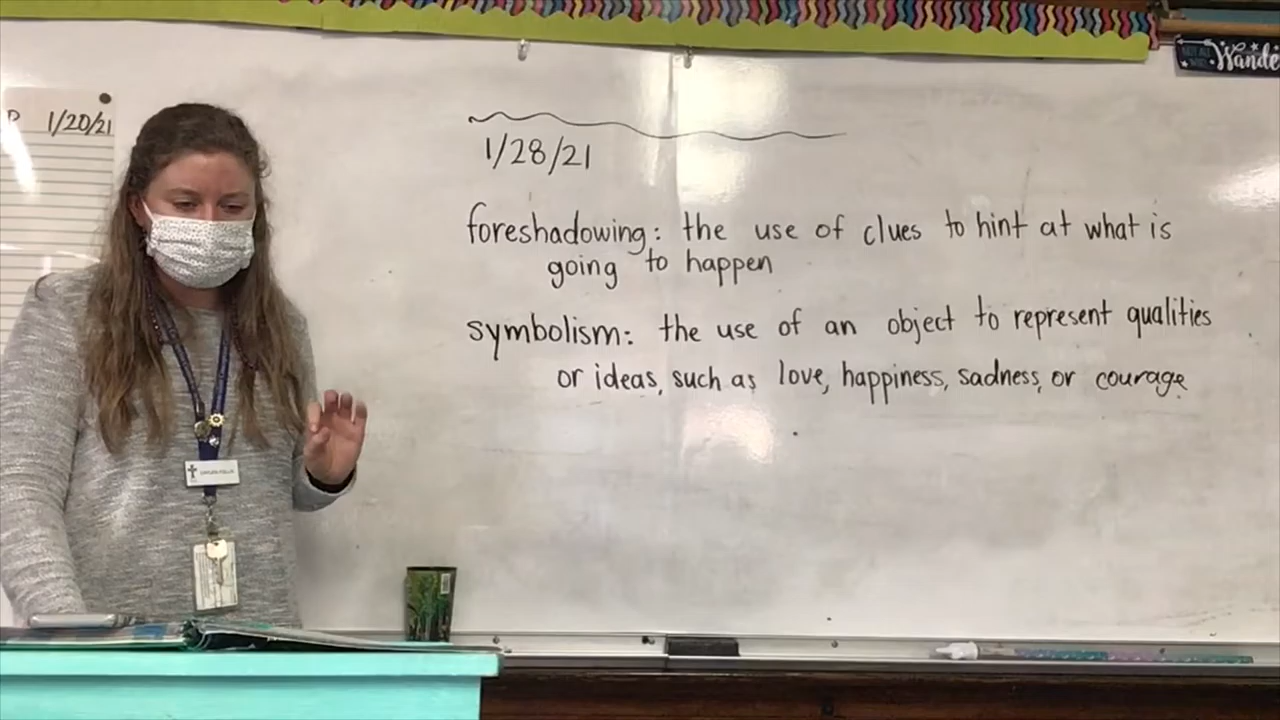 1/20/21
Wande
1/28/21
foreshadowing: the use of clues to hint at what is
going to happen
symbolism: the use of an object to represent qualities
or ideas, such as love, happiness, sadness, or courage